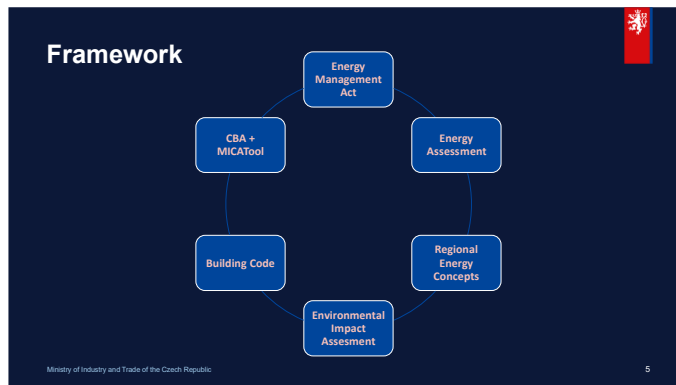 Framework
Energy
Management
Act
Energy
Assessment
Regional
Energy
Concepts
Environmental
Impact
Assesment
Building Code
CBA +
MICATool
Ministry of Industry and Trade of the Czech Republic
5